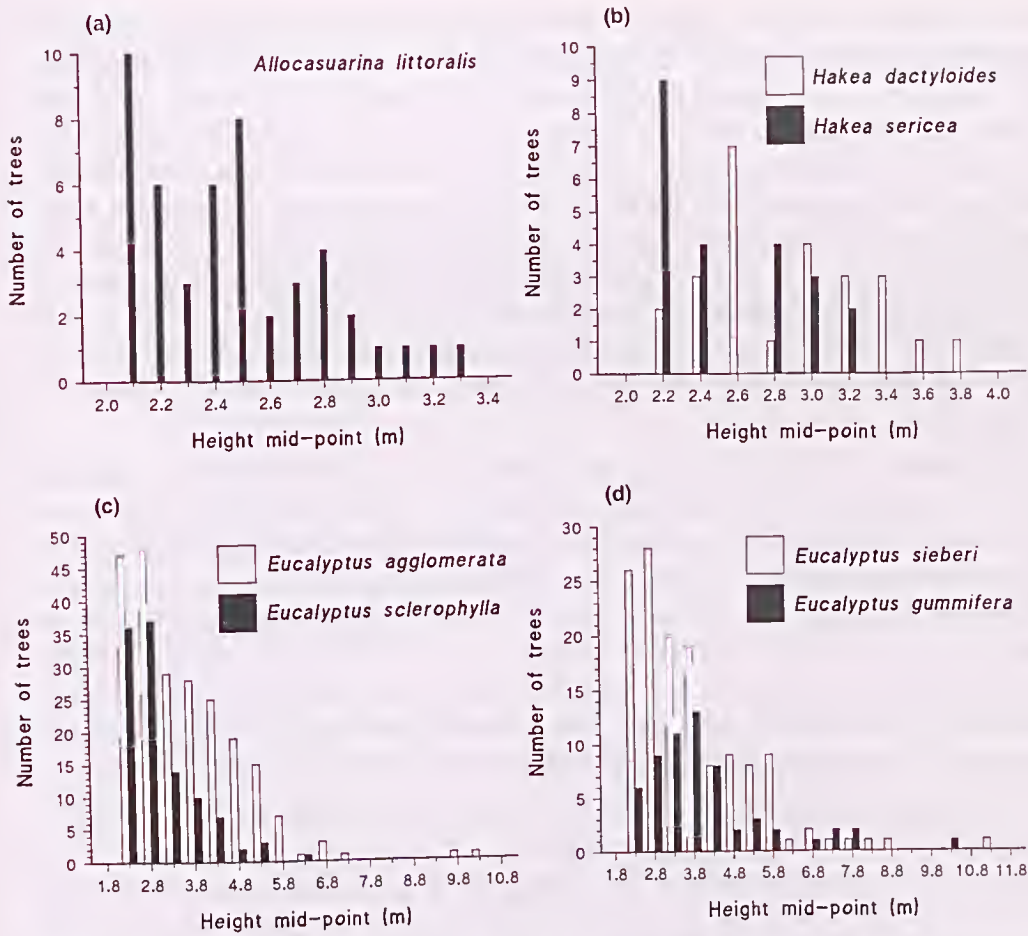 (a)
Allocasuarina littoralis
Number of trees
10
8
6
4
2
0
2.0 2.2 2.4 2.6 2.8 3.0 3.2 3.4
Height mid-point (m)
(b)
Hakea dactyloides
Hakea sericea
Number of trees
10
9
8
7
6
5
4
3
2
1
0
2.0 2.2 2.4 2.6 2.8 3.0 3.2 3.4 3.6 3.8 4.0
Height mid-point (m)
(c)
Eucalyptus agglomerata
Eucalyptus sclerophylla
Number of trees
50
45
40
35
30
25
20
15
10
5
0
1.8 2.8 3.8 4.8 5.8 6.8 7.8 8.8 9.8 10.8
Height mid-point (m)
(d)
Eucalyptus sieberi
Eucalyptus gummifera
Number of trees
30
25
20
15
10
5
0
1.8 2.8 3.8 4.8 5.8 6.8 7.8 8.8 9.8 10.8 11.8
Height mid-point (m)